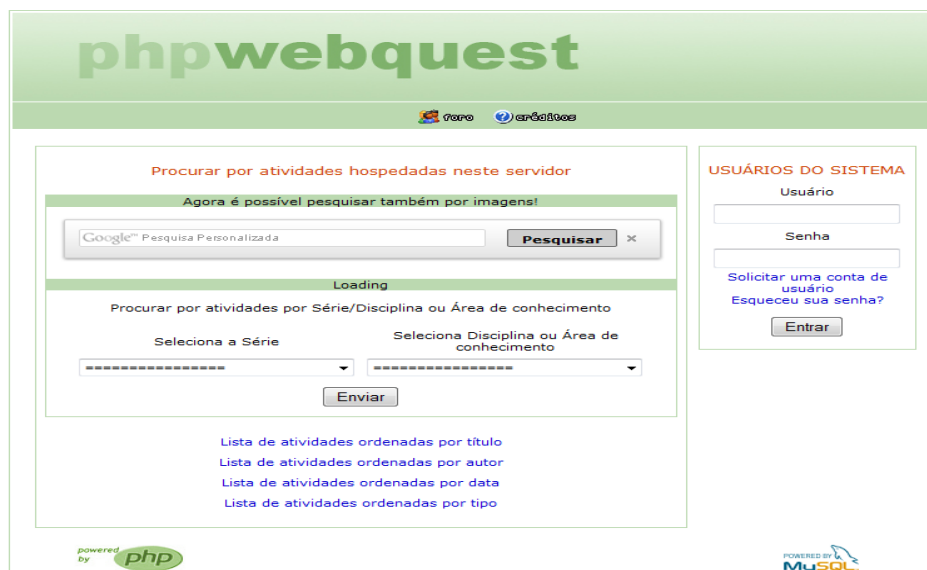 phpwebquest
foro créditos
Procurar por atividades hospedadas neste servidor
Agora é possível pesquisar também por imagens!
Google™ Pesquisa Personalizada Pesquisar ×
Loading
Procurar por atividades por Série/Disciplina ou Área de conhecimento
Seleciona a Série
Seleciona Disciplina ou Área de
conhecimento
================ ================
Enviar
Lista de atividades ordenadas por título
Lista de atividades ordenadas por autor
Lista de atividades ordenadas por data
Lista de atividades ordenadas por tipo
USUÁRIOS DO SISTEMA
Usuário
Senha
Solicitar uma conta de
usuário
Esqueceu sua senha?
Entrar
powered
by php
POWERED BY
MySQL